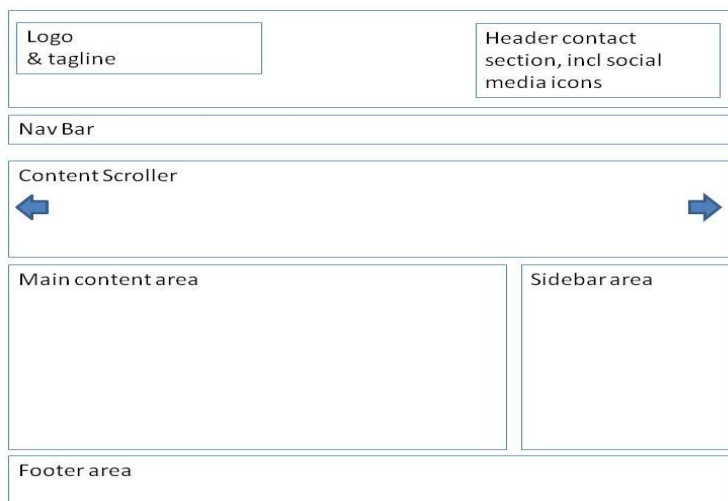 Logo
& tagline
Header contact
section, incl social
media icons
Nav Bar
Content Scroller
Main content area
Sidebar area
Footer area